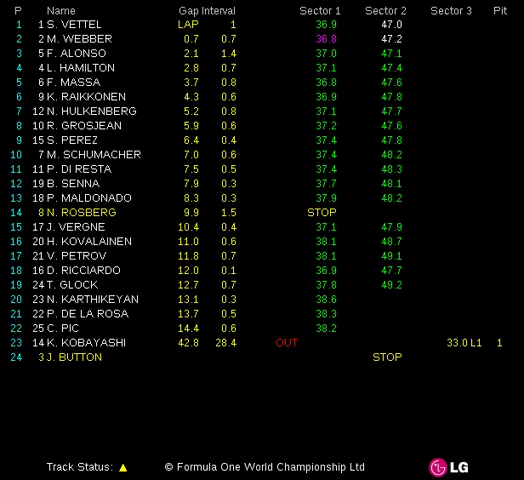 P Name Gap Interval Sector 1 Sector 2 Sector 3 Pit
1 1 S. VETTEL LAP 1 36.9 47.0
2 2 M. WEBBER 0.7 0.7 36.8 47.2
3 5 F. ALONSO 2.1 1.4 37.0 47.1
4 4 L. HAMILTON 2.8 0.7 37.1 47.4
5 6 F. MASSA 3.7 0.8 36.8 47.6
6 9 K. RAIKKONEN 4.3 0.6 36.9 47.8
7 12 N. HULKENBERG 5.2 0.8 37.1 47.7
8 10 R. GROSJEAN 5.9 0.6 37.2 47.6
9 15 S. PEREZ 6.4 0.4 37.4 47.8
10 7 M. SCHUMACHER 7.0 0.6 37.4 48.2
11 11 P. DI RESTA 7.5 0.5 37.4 48.3
12 19 B. SENNA 7.9 0.3 37.7 48.1
13 18 P. MALDONADO 8.3 0.3 37.9 48.2
14 8 N. ROSBERG 9.9 1.5 STOP
15 17 J. VERGNE 10.4 0.4 37.1 47.9
16 20 H. KOVALAINEN 11.0 0.6 38.1 48.7
17 21 V. PETROV 11.8 0.7 38.1 49.1
18 16 D. RICCIARDO 12.0 0.1 36.9 47.7
19 24 T. GLOCK 12.7 0.7 37.8 49.2
20 23 N. KARTHIKEYAN 13.1 0.3 38.6
21 22 P. DE LA ROSA 13.7 0.5 38.3
22 25 C. PIC 14.4 0.6 38.2
23 14 K. KOBAYASHI 42.8 28.4 OUT 33.0 L1 1
24 3 J. BUTTON STOP
Track Status: ▲ © Formula One World Championship Ltd LG